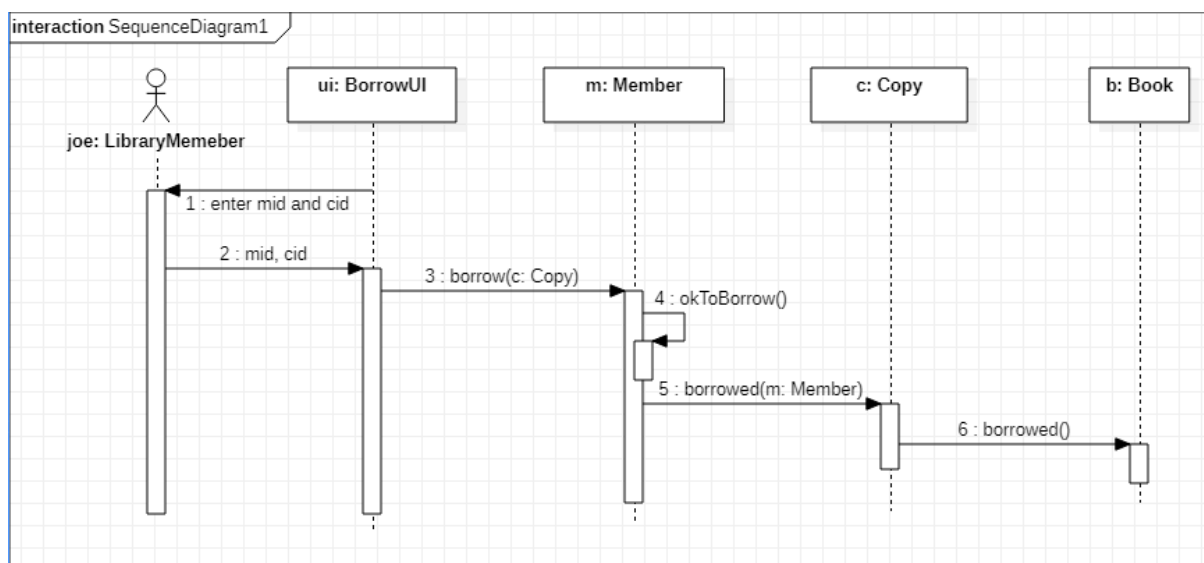 interaction SequenceDiagram1
ui: BorrowUI
m: Member
c: Copy
b: Book
joe: LibraryMemeber
1 : enter mid and cid
2 : mid, cid
3 : borrow(c: Copy)
4 : okToBorrow()
5 : borrowed(m: Member)
6 : borrowed()